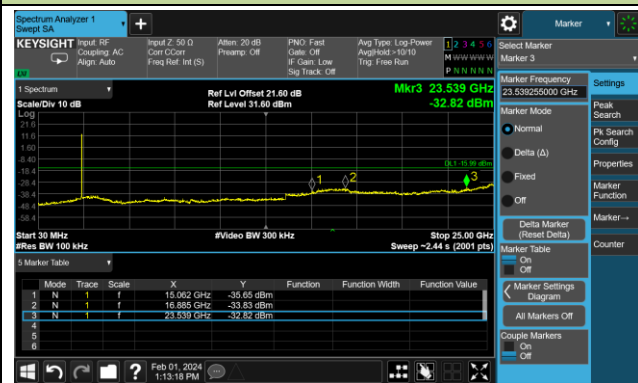 Spectrum Analyzer 1
Swept SA
Marker
KEYSIGHT
Input: RF
Coupling: AC
Align: Auto
Input Z: 50 Ω
Corr CCorr
Freq Ref: Int (S)
Atten: 20 dB
Preamp: Off
PNO: Fast
Gate: Off
IF Gain: Low
Sig Track: Off
Avg Type: Log-Power
Avg|Hold:>10/10
Trig: Free Run
1 2 3 4 5 6
M W W W W W
P N N N N N
Select Marker
Marker 3
1 Spectrum
Scale/Div 10 dB
Log
Ref Lvl Offset 21.60 dB
Ref Level 31.60 dBm
Mkr3 23.539 GHz
-32.82 dBm
21.6
11.6
1.60
-8.40
-18.4
-28.4
-38.4
-48.4
-58.4
DL1 -15.99 dBm
1
2
3
Start 30 MHz
#Res BW 100 kHz
#Video BW 300 kHz
Stop 25.00 GHz
Sweep ~2.44 s (2001 pts)
5 Marker Table
Mode Trace Scale X Y Function Function Width Function Value
1 N 1 f 15.062 GHz -35.65 dBm
2 N 1 f 16.885 GHz -33.83 dBm
3 N 1 f 23.539 GHz -32.82 dBm
4
5
6
Marker Frequency
23.539255000 GHz
Marker Mode
Normal
Delta (Δ)
Fixed
Off
Delta Marker
(Reset Delta)
Marker Table
On
Off
Marker Settings
Diagram
All Markers Off
Couple Markers
On
Off
Settings
Peak
Search
Pk Search
Config
Properties
Marker
Function
Marker→
Counter
Feb 01, 2024
1:13:18 PM